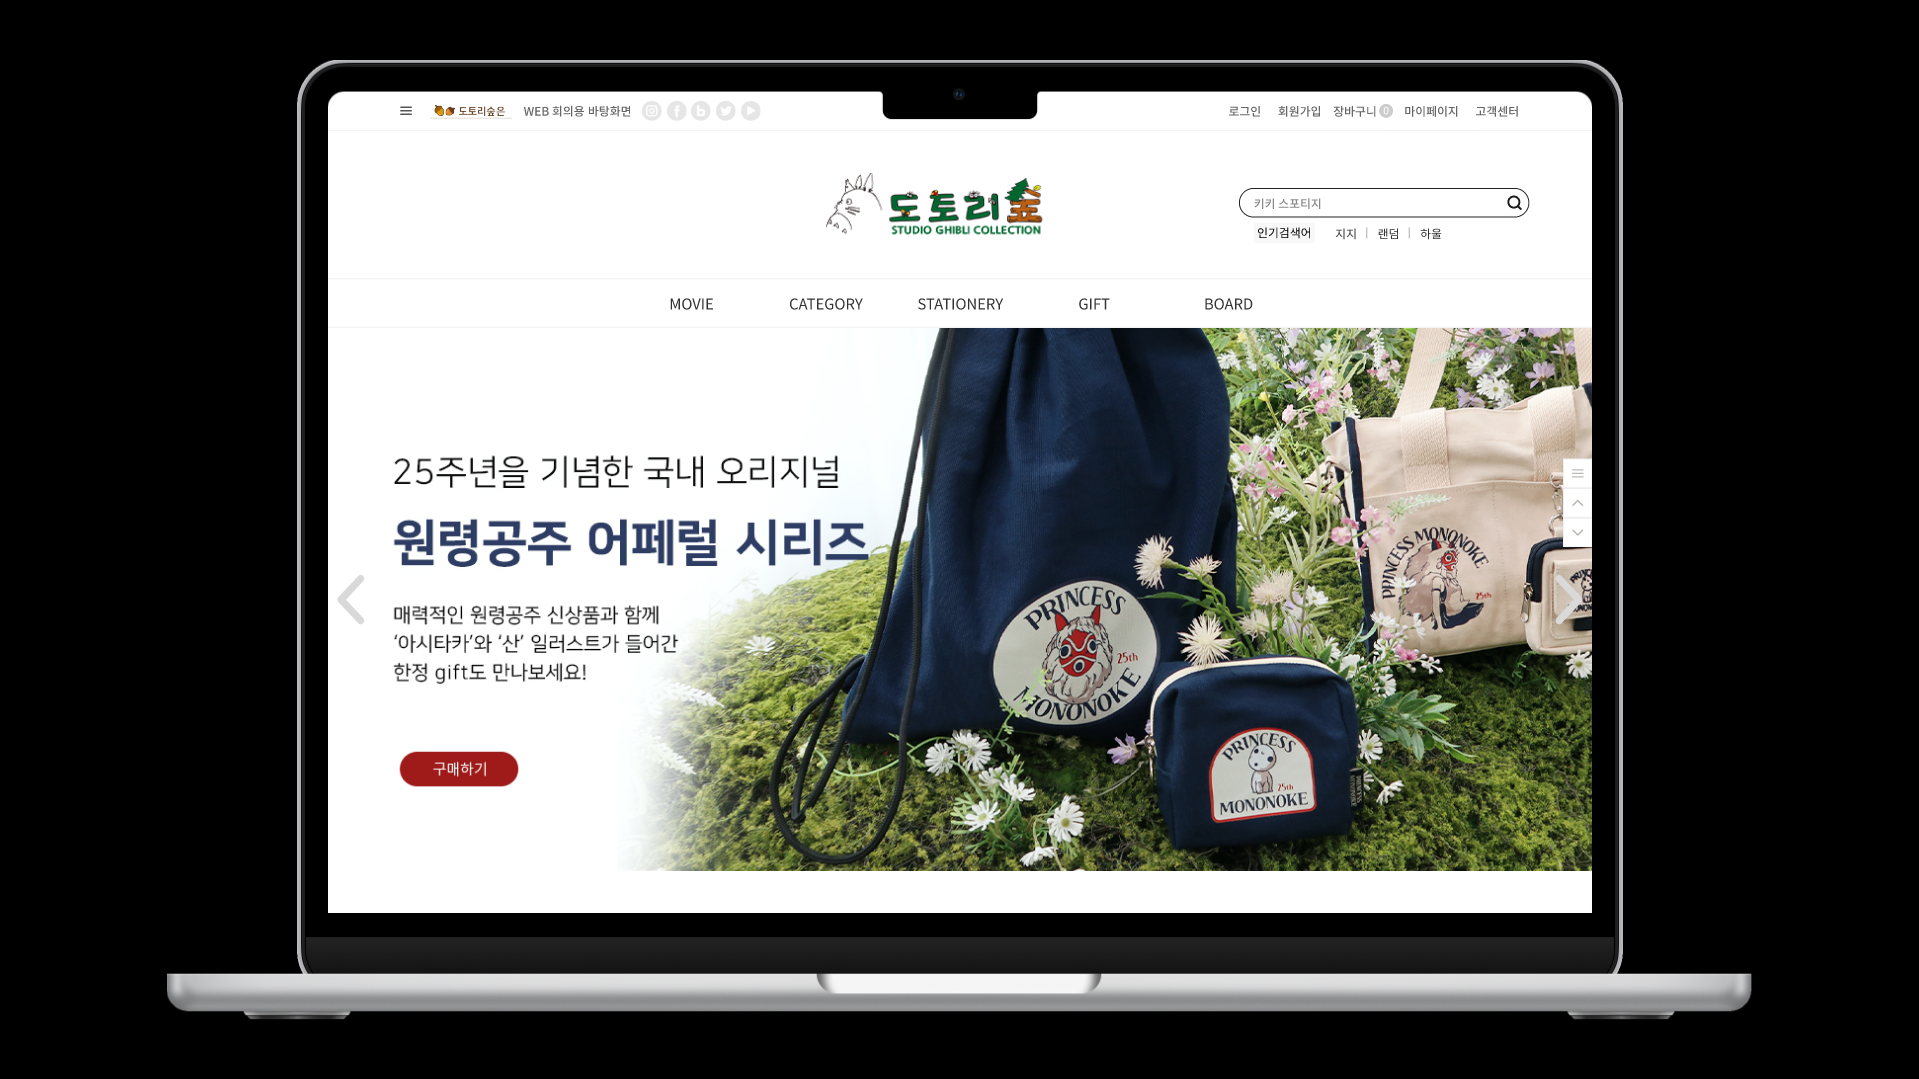 도토리숲은 WEB 회의용 바탕화면
로그인 회원가입 장바구니 0 마이페이지 고객센터
도토리숲
STUDIO GHIBLI COLLECTION
키키 스포티지
인기검색어 지지 | 랜덤 | 하울
MOVIE CATEGORY STATIONERY GIFT BOARD
25주년을 기념한 국내 오리지널
원령공주 어페럴 시리즈
매력적인 원령공주 신상품과 함께
‘아시타카’와 ‘산’ 일러스트가 들어간
한정 gift도 만나보세요!
구매하기
PRINCESS
25th
MONONOKE
PRINCESS
25th
MONONOKE
PRINCESS MONONOKE
25th